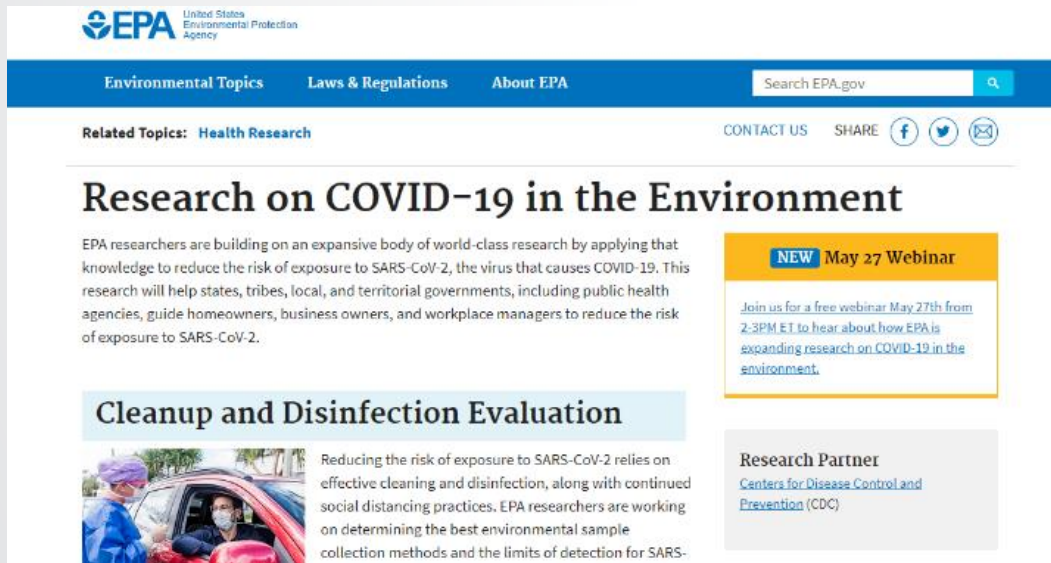 EPA
United States
Environmental Protection
Agency
Environmental Topics Laws & Regulations About EPA Search EPA.gov
Related Topics: Health Research CONTACT US SHARE
Research on COVID-19 in the Environment
EPA researchers are building on an expansive body of world-class research by applying that
knowledge to reduce the risk of exposure to SARS-CoV-2, the virus that causes COVID-19. This
research will help states, tribes, local, and territorial governments, including public health
agencies, guide homeowners, business owners, and workplace managers to reduce the risk
of exposure to SARS-CoV-2.
NEW May 27 Webinar
Join us for a free webinar May 27th from
2-3PM ET to hear about how EPA is
expanding research on COVID-19 in the
environment.
Cleanup and Disinfection Evaluation
Reducing the risk of exposure to SARS-CoV-2 relies on
effective cleaning and disinfection, along with continued
social distancing practices. EPA researchers are working
on determining the best environmental sample
collection methods and the limits of detection for SARS-
Research Partner
Centers for Disease Control and
Prevention (CDC)